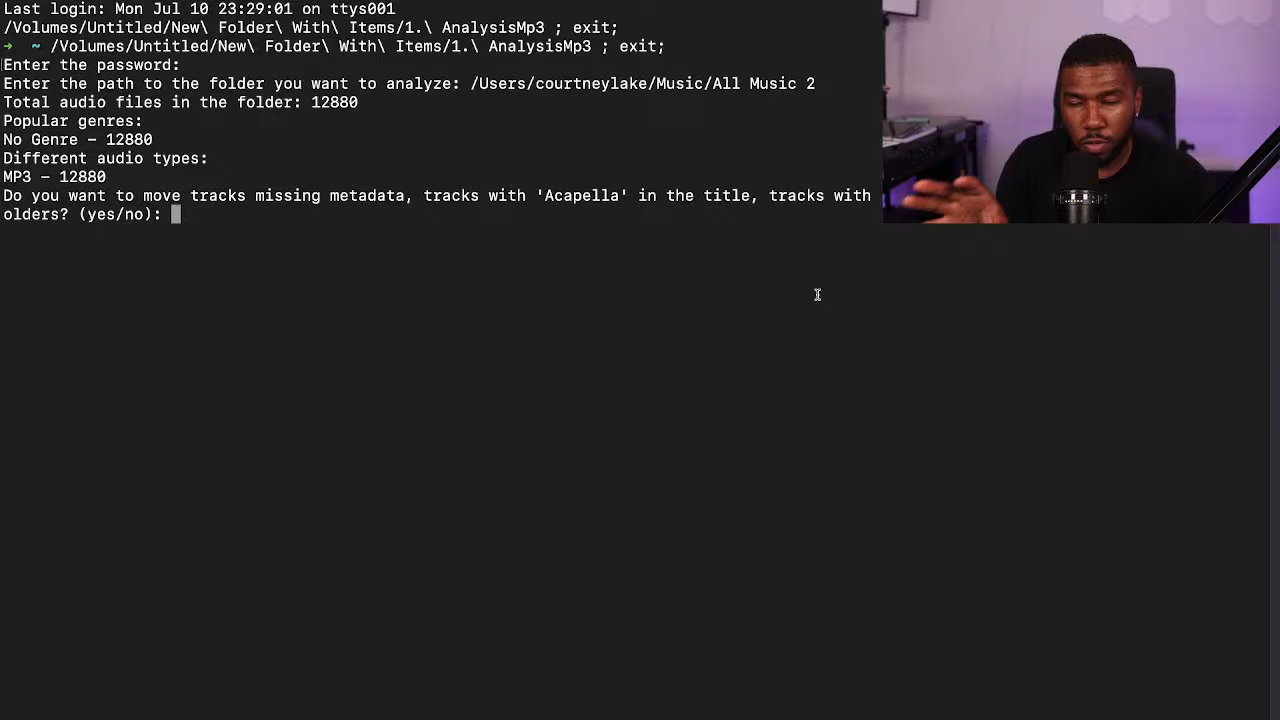 Last login: Mon Jul 10 23:29:01 on ttys001
/Volumes/Untitled/New\ Folder\ With\ Items/1.\ AnalysisMp3 ; exit;
➜  ~ /Volumes/Untitled/New\ Folder\ With\ Items/1.\ AnalysisMp3 ; exit;
Enter the password:
Enter the path to the folder you want to analyze: /Users/courtneylake/Music/All Music 2
Total audio files in the folder: 12880
Popular genres:
No Genre – 12880
Different audio types:
MP3 – 12880
Do you want to move tracks missing metadata, tracks with 'Acapella' in the title, tracks with
olders? (yes/no):